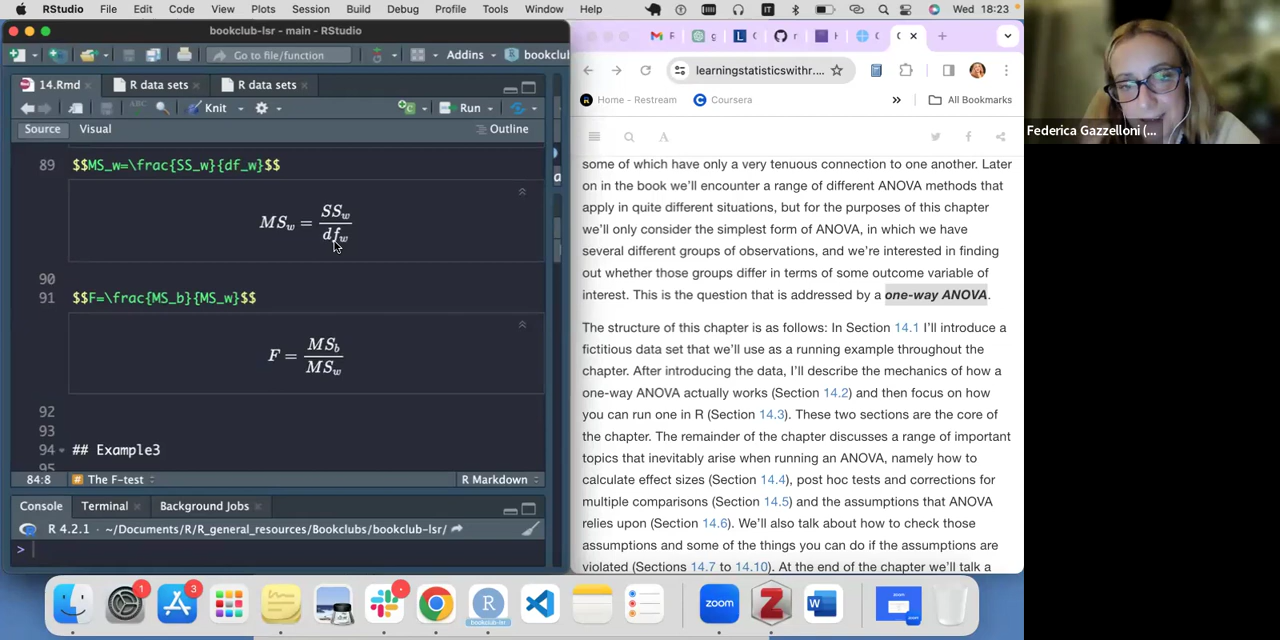 RStudio File Edit Code View Plots Session Build Debug Profile Tools Window Help Wed 18:23
bookclub-lsr - main - RStudio
Go to file/function Addins bookclu
14.Rmd R data sets R data sets
Knit Run
Source Visual Outline
89 $$MS_w=\frac{SS_w}{df_w}$$
MSw = SSw
dfw
90
91 $$F=\frac{MS_b}{MS_w}$$
F = MSb
MSw
92
93
94 ## Example3
95
84:8 # The F-test R Markdown
Console Terminal Background Jobs
R 4.2.1 · ~/Documents/R/R_general_resources/Bookclubs/bookclub-lsr/
>
learningstatisticswithr....
Home - Restream Coursera » All Bookmarks
some of which have only a very tenuous connection to one another. Later
on in the book we'll encounter a range of different ANOVA methods that
apply in quite different situations, but for the purposes of this chapter
we'll only consider the simplest form of ANOVA, in which we have
several different groups of observations, and we're interested in finding
out whether those groups differ in terms of some outcome variable of
interest. This is the question that is addressed by a one-way ANOVA.
The structure of this chapter is as follows: In Section 14.1 I'll introduce a
fictitious data set that we'll use as a running example throughout the
chapter. After introducing the data, I'll describe the mechanics of how a
one-way ANOVA actually works (Section 14.2) and then focus on how
you can run one in R (Section 14.3). These two sections are the core of
the chapter. The remainder of the chapter discusses a range of important
topics that inevitably arise when running an ANOVA, namely how to
calculate effect sizes (Section 14.4), post hoc tests and corrections for
multiple comparisons (Section 14.5) and the assumptions that ANOVA
relies upon (Section 14.6). We'll also talk about how to check those
assumptions and some of the things you can do if the assumptions are
violated (Sections 14.7 to 14.10). At the end of the chapter we'll talk a
Federica Gazzelloni (...
1
3
R
bookclub-lsr
zoom
Z
W
zoom